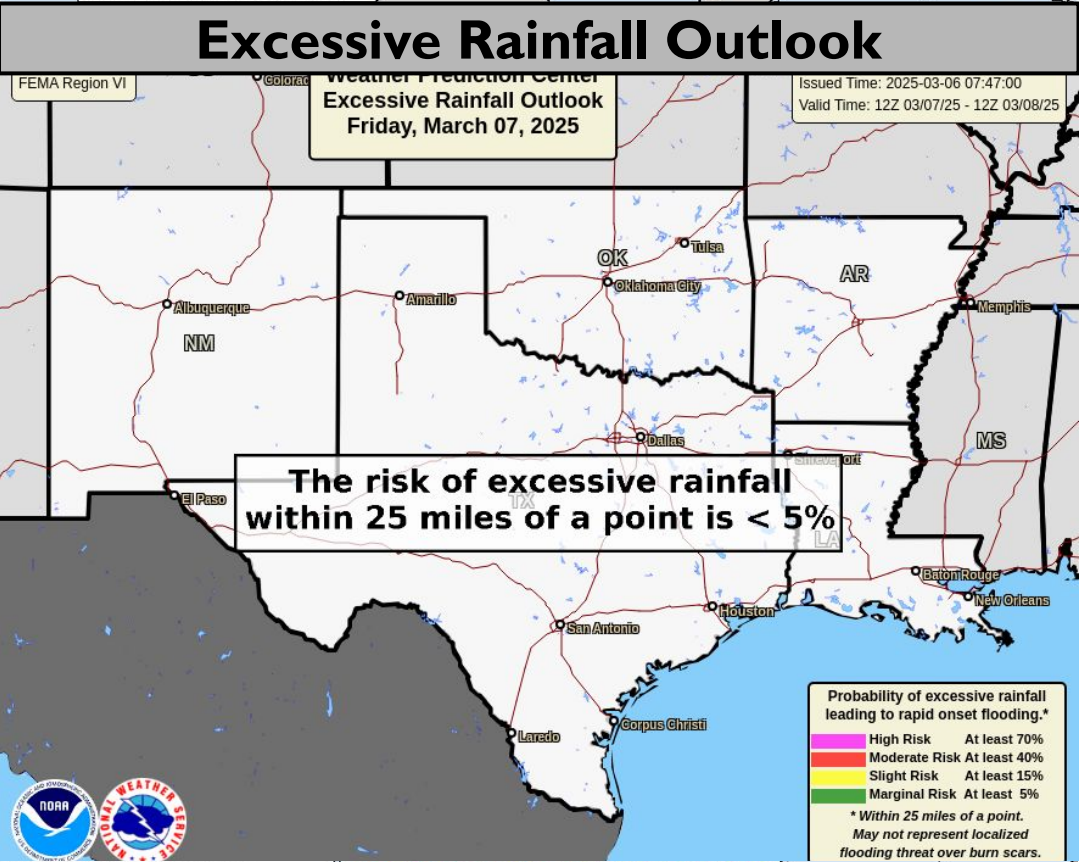 Excessive Rainfall Outlook
FEMA Region VI
Weather Prediction Center
Excessive Rainfall Outlook
Friday, March 07, 2025
Issued Time: 2025-03-06 07:47:00
Valid Time: 12Z 03/07/25 - 12Z 03/08/25
Colorad
Tulsa
OK
Oklahoma City
AR
Albuquerque
Amarillo
Memphis
NM
Dallas
MS
Shreveport
El Paso
The risk of excessive rainfall
within 25 miles of a point is < 5%
TX
LA
Baton Rouge
New Orleans
Houston
San Antonio
Corpus Christi
Laredo
Probability of excessive rainfall
leading to rapid onset flooding.*
High Risk At least 70%
Moderate Risk At least 40%
Slight Risk At least 15%
Marginal Risk At least 5%
* Within 25 miles of a point.
May not represent localized
flooding threat over burn scars.
NOAA
NATIONAL WEATHER SERVICE